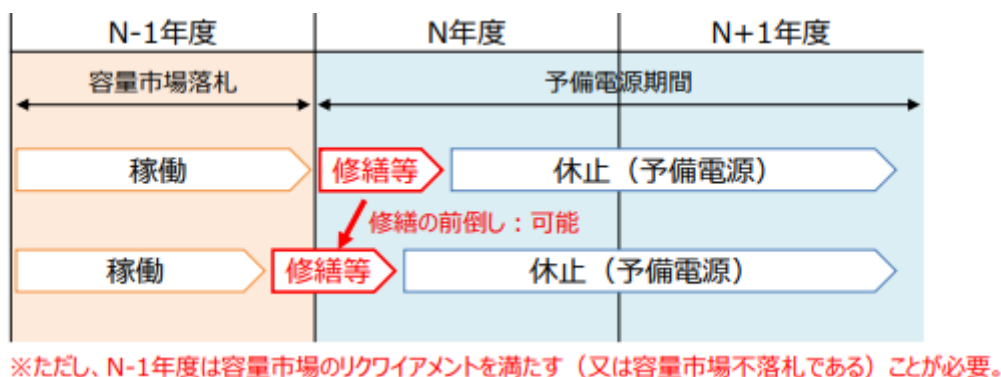 N-1年度 N年度 N+1年度
容量市場落札 予備電源期間
稼働 修繕等 休止（予備電源）
修繕の前倒し：可能
稼働 修繕等 休止（予備電源）
※ただし、N-1年度は容量市場のリクワイアメントを満たす（又は容量市場不落札である）ことが必要。